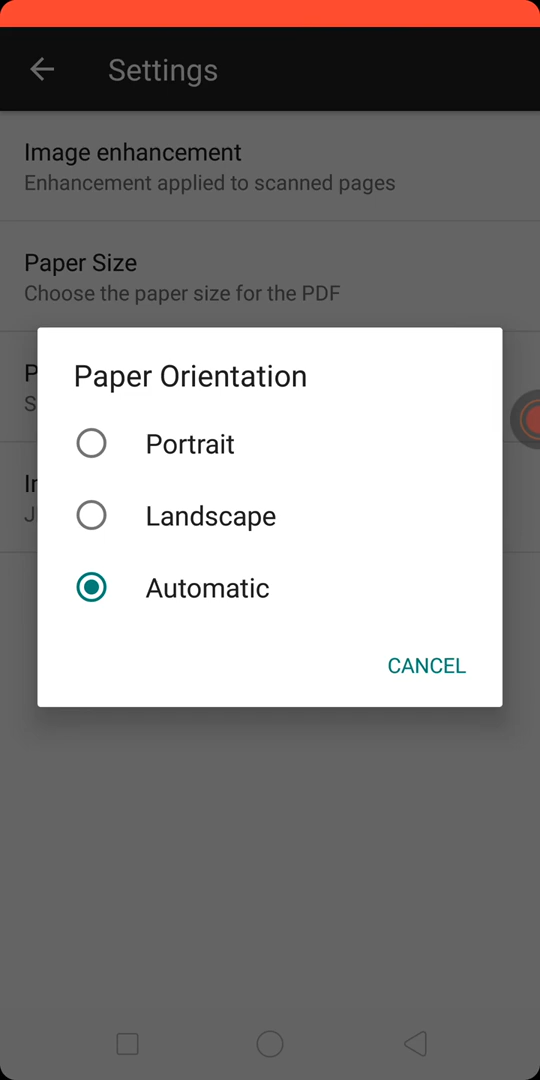 Settings
Image enhancement
Enhancement applied to scanned pages
Paper Size
Choose the paper size for the PDF
Paper Orientation
Portrait
Landscape
Automatic
CANCEL